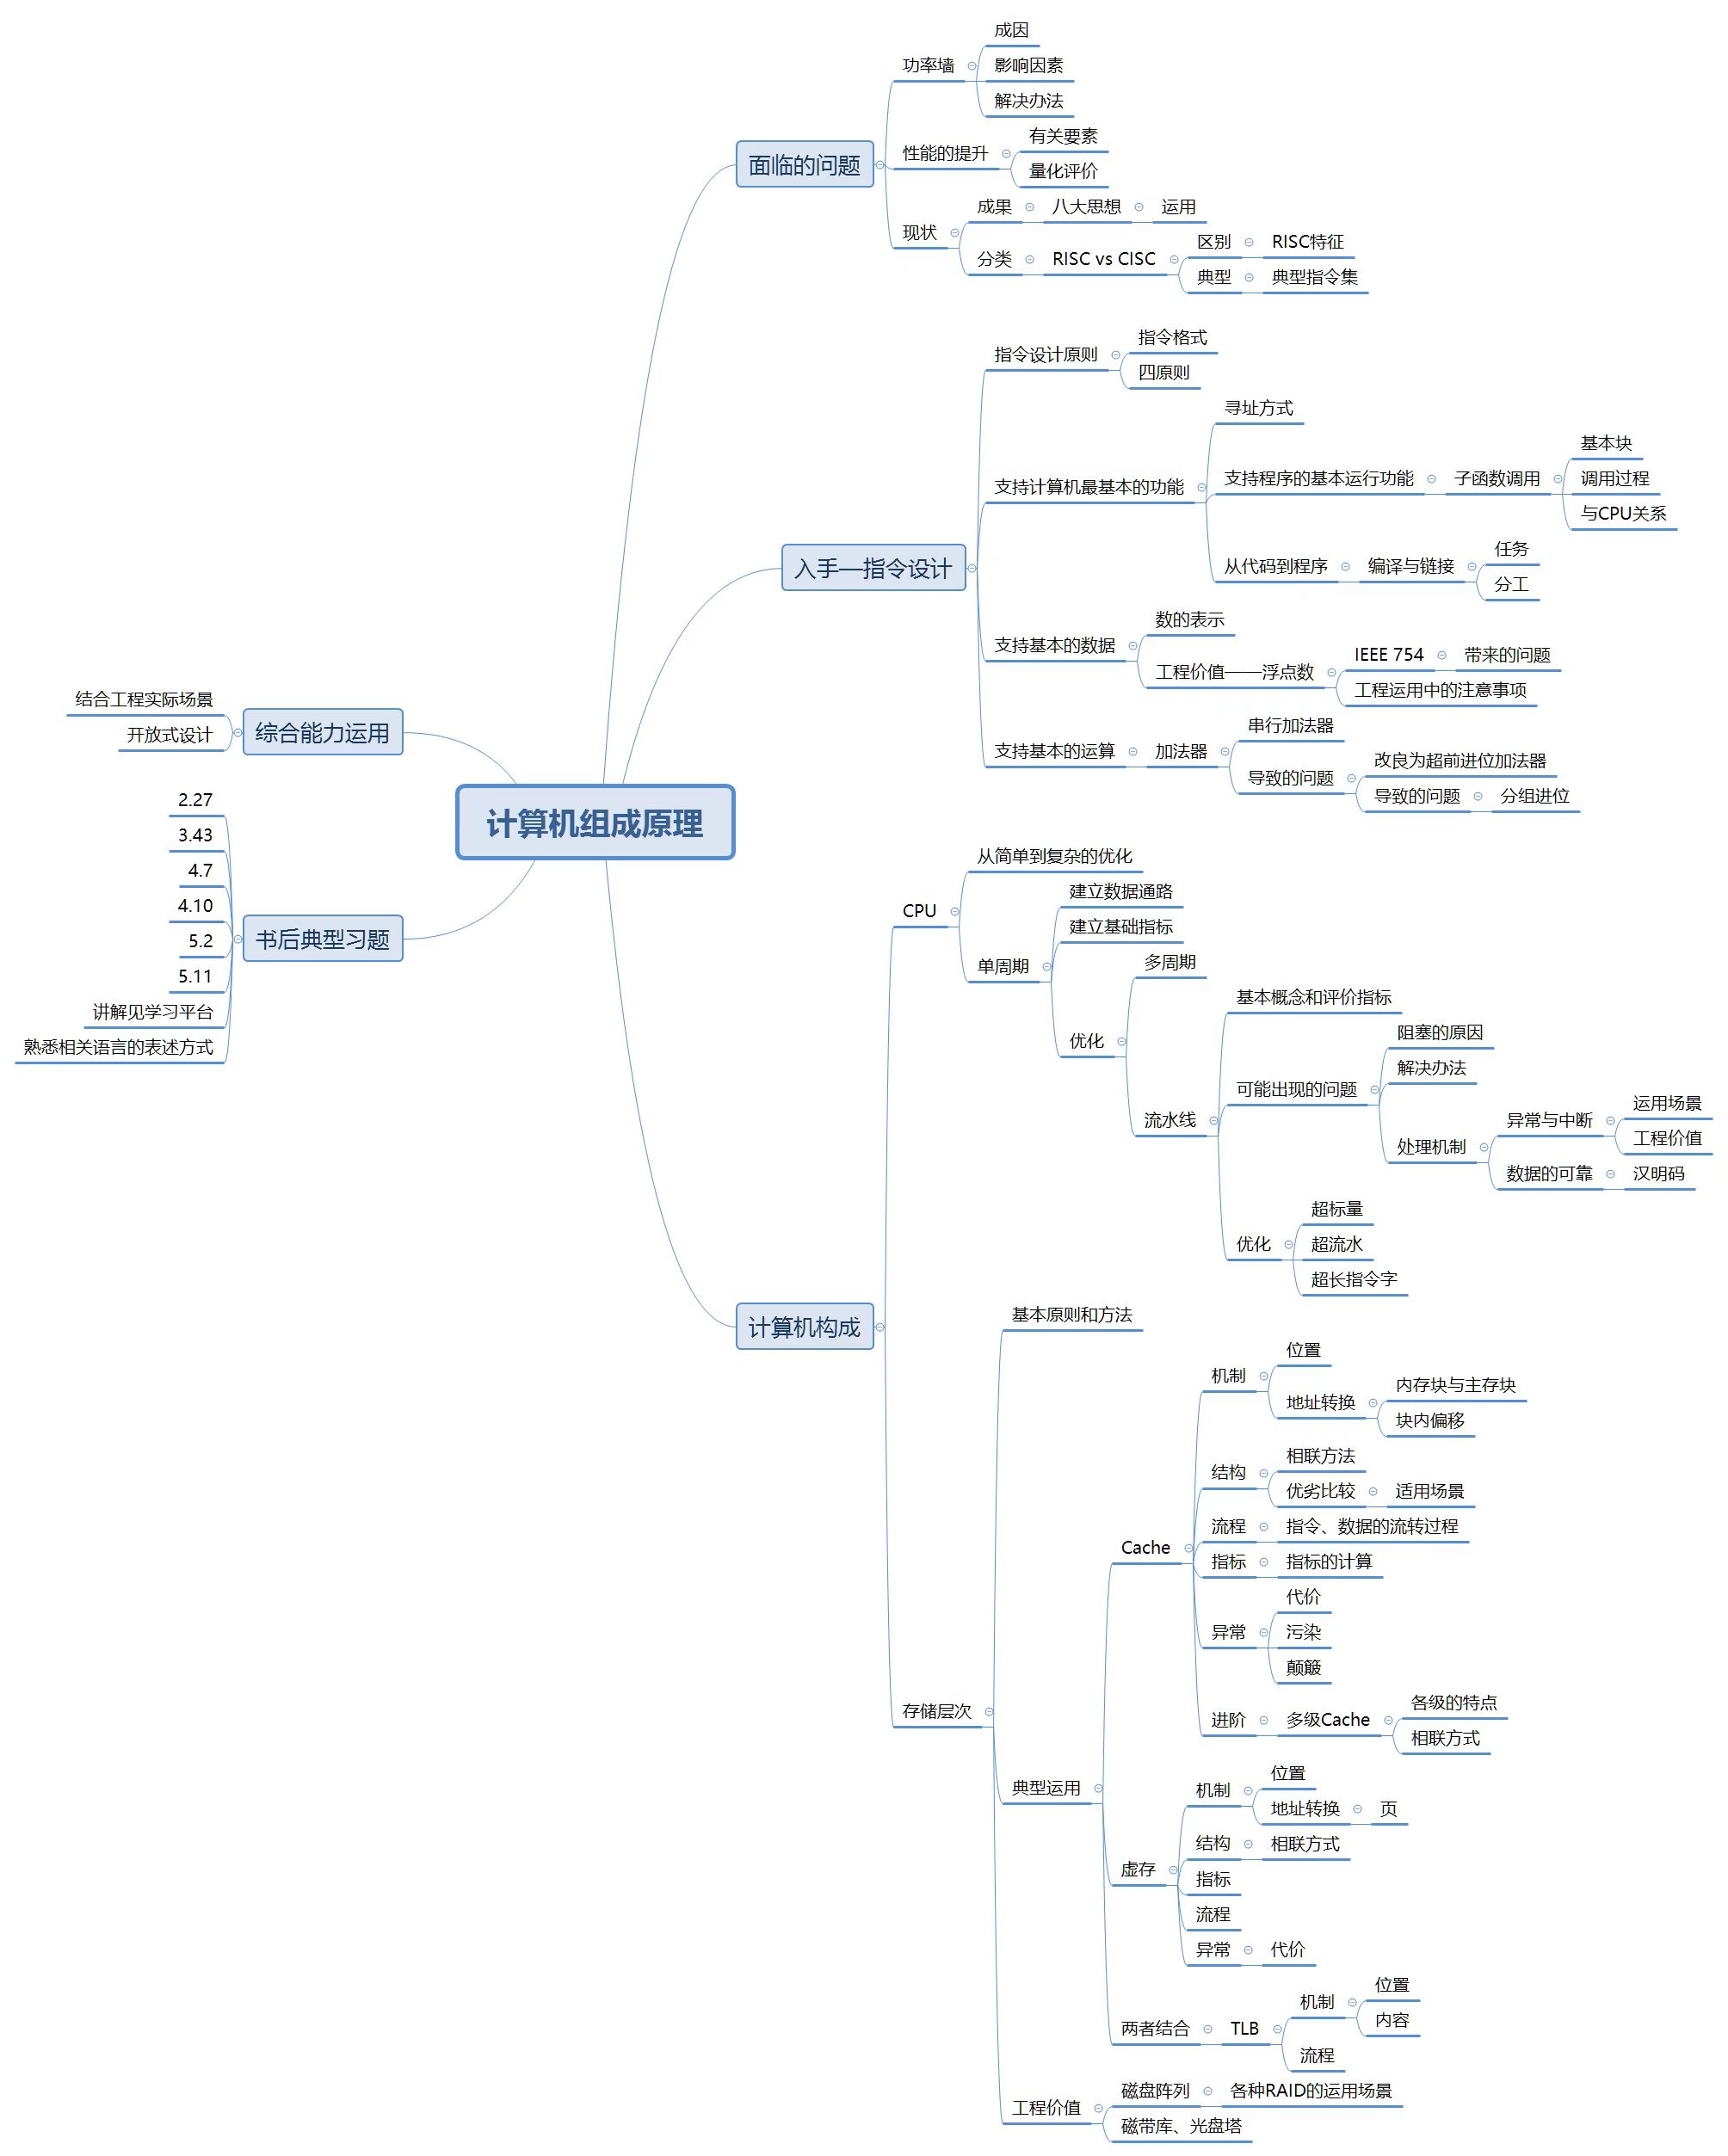 计算机组成原理
面临的问题
功率墙
成因
影响因素
解决办法
性能的提升
有关要素
量化评价
现状
成果
八大思想
运用
分类
RISC vs CISC
区别
RISC特征
典型
典型指令集
入手—指令设计
指令设计原则
指令格式
四原则
支持计算机最基本的功能
寻址方式
支持程序的基本运行功能
子函数调用
基本块
调用过程
与CPU关系
从代码到程序
编译与链接
任务
分工
支持基本的数据
数的表示
工程价值——浮点数
IEEE 754
带来的问题
工程运用中的注意事项
支持基本的运算
加法器
串行加法器
导致的问题
改良为超前进位加法器
导致的问题
分组进位
计算机构成
CPU
从简单到复杂的优化
单周期
建立数据通路
建立基础指标
优化
多周期
流水线
基本概念和评价指标
可能出现的问题
阻塞的原因
解决办法
处理机制
异常与中断
运用场景
工程价值
数据的可靠
汉明码
优化
超标量
超流水
超长指令字
存储层次
基本原则和方法
典型运用
Cache
机制
位置
地址转换
内存块与主存块
块内偏移
结构
相联方法
优劣比较
适用场景
流程
指令、数据的流转过程
指标
指标的计算
异常
代价
污染
颠簸
进阶
多级Cache
各级的特点
相联方式
虚存
机制
位置
地址转换
页
结构
相联方式
指标
流程
异常
代价
两者结合
TLB
机制
位置
内容
流程
工程价值
磁盘阵列
各种RAID的运用场景
磁带库、光盘塔
综合能力运用
结合工程实际场景
开放式设计
书后典型习题
2.27
3.43
4.7
4.10
5.2
5.11
讲解见学习平台
熟悉相关语言的表述方式